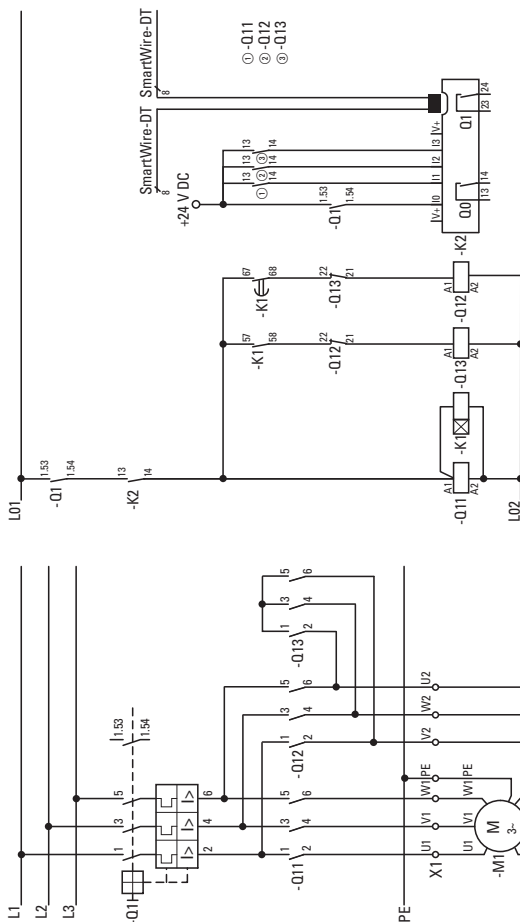 L1
L2
L3
-Q1
1 3 5
1.53
1.54
I> I> I>
2 4 6
-Q11
1 3 5
2 4 6
-Q12
1 3 5
2 4 6
-Q13
1 3 5
2 4 6
PE
X1
U1 V1 W1 PE V2 W2 U2
U1 V1 W1 PE
-M1
M
3~
L01
-Q1
1.53
1.54
-K2
13
14
-K1
57
58
-K1
67
68
-Q12
22
21
-Q13
22
21
-Q11
A1
A2
-K1
-Q13
A1
A2
-Q12
A1
A2
L02
SmartWire-DT
8
SmartWire-DT
8
+24 V DC
① -Q11
② -Q12
③ -Q13
13 13 13
① ② ③
14 14 14
-Q1
1.53
1.54
-K2
V+ I0 I1 I2 I3 V+
Q0
13 14
Q1
23 24